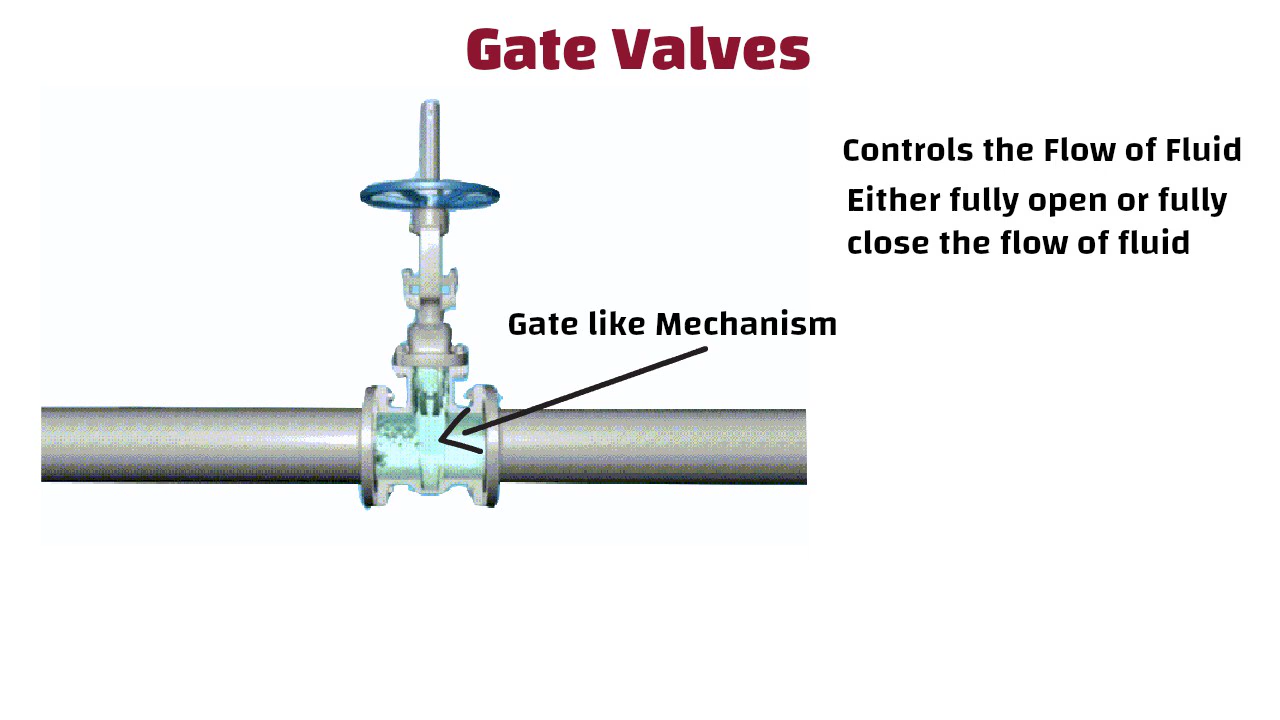 Gate Valves
Controls the Flow of Fluid
Either fully open or fully
close the flow of fluid
Gate like Mechanism